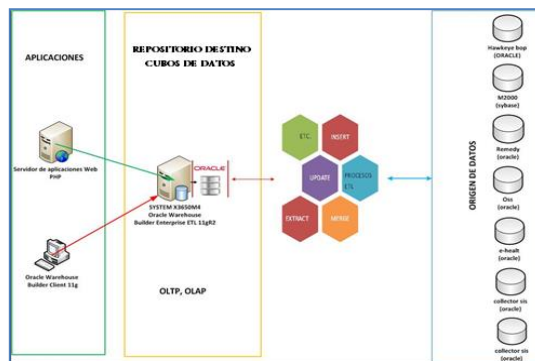 APLICACIONES
Servidor de aplicaciones Web
PHP
Oracle Warehouse
Builder Client 11g
REPOSITORIO DESTINO
CUBOS DE DATOS
ORACLE
SYSTEM X3650M4
Oracle Warehouse
Builder Enterprise ETL 11gR2
OLTP, OLAP
ETC.
INSERT
UPDATE
PROCESOS
ETL
EXTRACT
MERGE
ORIGEN DE DATOS
Hawkeye bop
(ORACLE)
M2000
(sybase)
Remedy
(oracle)
Oss
(oracle)
e-healt
(oracle)
collector sis
(oracle)
collector sis
(oracle)